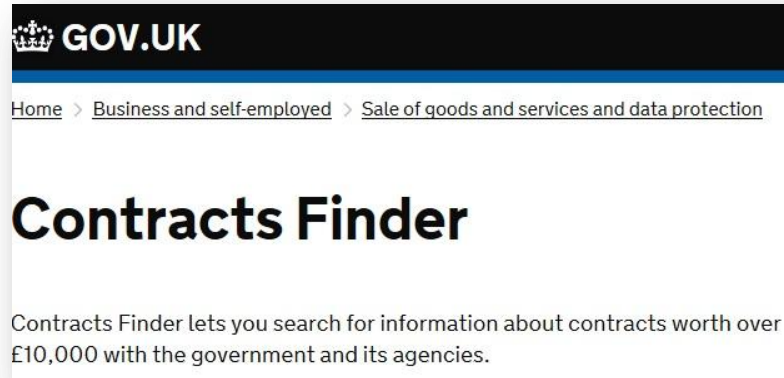 GOV.UK
Home > Business and self-employed > Sale of goods and services and data protection
Contracts Finder
Contracts Finder lets you search for information about contracts worth over
£10,000 with the government and its agencies.